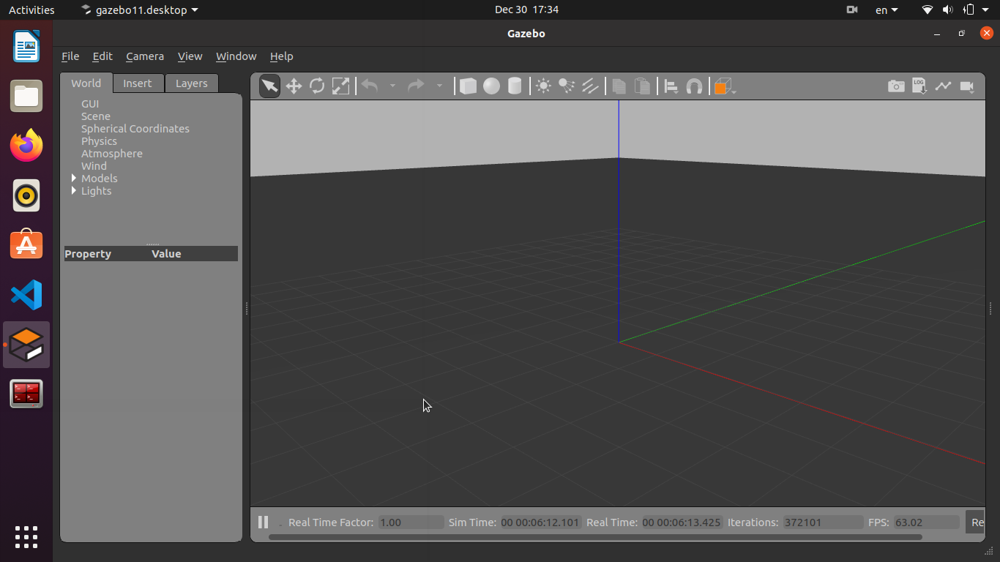 Activities gazebo11.desktop Dec 30 17:34 en
Gazebo
File Edit Camera View Window Help
World Insert Layers
LOG
GUI
Scene
Spherical Coordinates
Physics
Atmosphere
Wind
Models
Lights
Property Value
Real Time Factor: 1.00 Sim Time: 00 00:06:12.101 Real Time: 00 00:06:13.425 Iterations: 372101 FPS: 63.02 Re